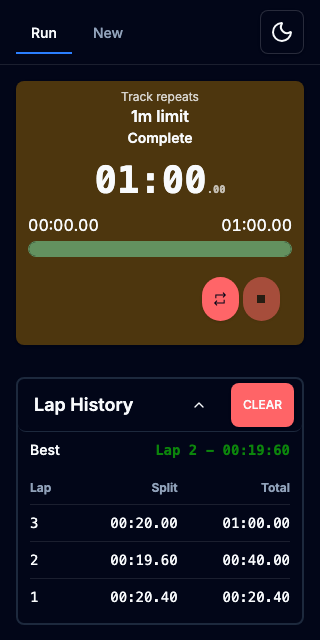 Run New
Track repeats
1m limit
Complete
01:00.00
00:00.00 01:00.00
Lap History CLEAR
Best Lap 2 – 00:19:60
Lap Split Total
3 00:20.00 01:00.00
2 00:19.60 00:40.00
1 00:20.40 00:20.40